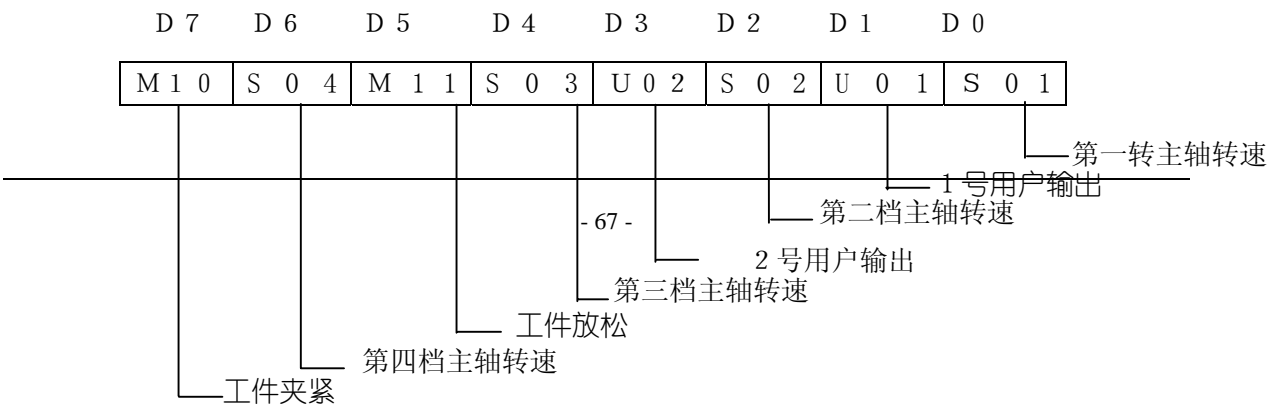 D7 D6 D5 D4 D3 D2 D1 D0
M10 S04 M11 S03 U02 S02 U01 S01
第一转主轴转速
1号用户输出
第二档主轴转速
- 67 -
2号用户输出
第三档主轴转速
工件放松
第四档主轴转速
工件夹紧